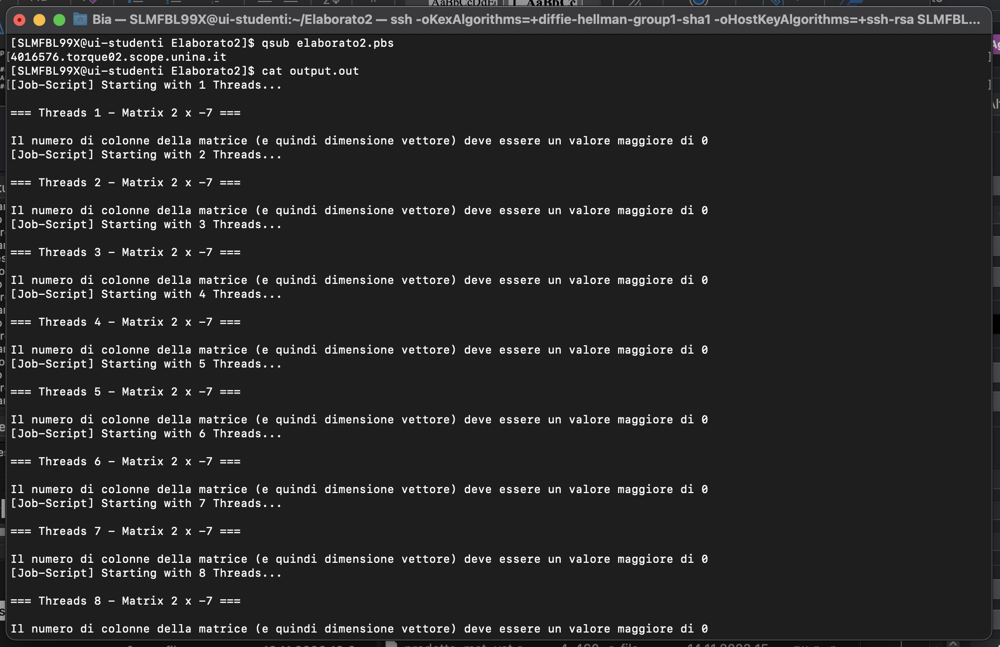 AaBbCcDdE AaBbCc
Bia — SLMFBL99X@ui-studenti:~/Elaborato2 — ssh -oKexAlgorithms=+diffie-hellman-group1-sha1 -oHostKeyAlgorithms=+ssh-rsa SLMFBL...
[SLMFBL99X@ui-studenti Elaborato2]$ qsub elaborato2.pbs
[4016576.torque02.scope.unina.it ]
[SLMFBL99X@ui-studenti Elaborato2]$ cat output.out
[[Job-Script] Starting with 1 Threads... ]
=== Threads 1 - Matrix 2 x -7 ===
Il numero di colonne della matrice (e quindi dimensione vettore) deve essere un valore maggiore di 0
[Job-Script] Starting with 2 Threads...
=== Threads 2 - Matrix 2 x -7 ===
Il numero di colonne della matrice (e quindi dimensione vettore) deve essere un valore maggiore di 0
[Job-Script] Starting with 3 Threads...
=== Threads 3 - Matrix 2 x -7 ===
Il numero di colonne della matrice (e quindi dimensione vettore) deve essere un valore maggiore di 0
[Job-Script] Starting with 4 Threads...
=== Threads 4 - Matrix 2 x -7 ===
Il numero di colonne della matrice (e quindi dimensione vettore) deve essere un valore maggiore di 0
[Job-Script] Starting with 5 Threads...
=== Threads 5 - Matrix 2 x -7 ===
Il numero di colonne della matrice (e quindi dimensione vettore) deve essere un valore maggiore di 0
[Job-Script] Starting with 6 Threads...
=== Threads 6 - Matrix 2 x -7 ===
Il numero di colonne della matrice (e quindi dimensione vettore) deve essere un valore maggiore di 0
[Job-Script] Starting with 7 Threads...
=== Threads 7 - Matrix 2 x -7 ===
Il numero di colonne della matrice (e quindi dimensione vettore) deve essere un valore maggiore di 0
[Job-Script] Starting with 8 Threads...
=== Threads 8 - Matrix 2 x -7 ===
Il numero di colonne della matrice (e quindi dimensione vettore) deve essere un valore maggiore di 0